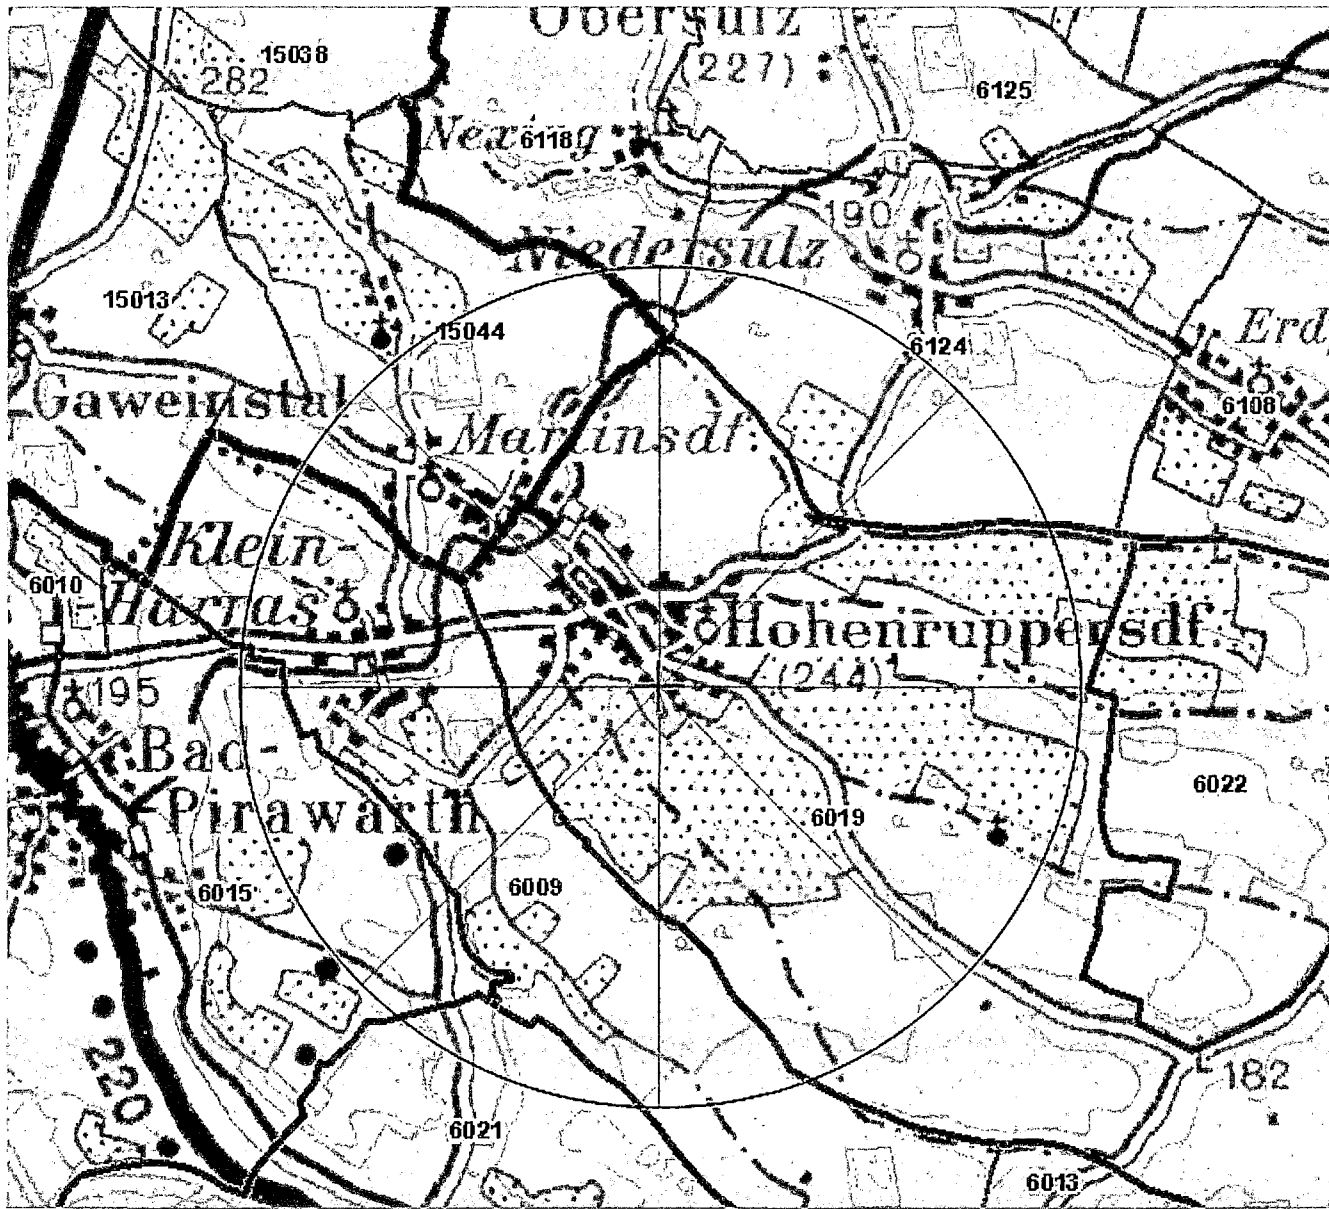 Obersulz
15038
282
(227)
6125
Nexing
6118
190
Niedersulz
15013
15044
6124
Erd
Gaweinstal
6108
Martinsdf.
Klein-
6010
Harras
Hohenruppersdf.
195
(244)
Bad-
6022
Pirawarth
6019
6015
6009
220
182
6021
6013